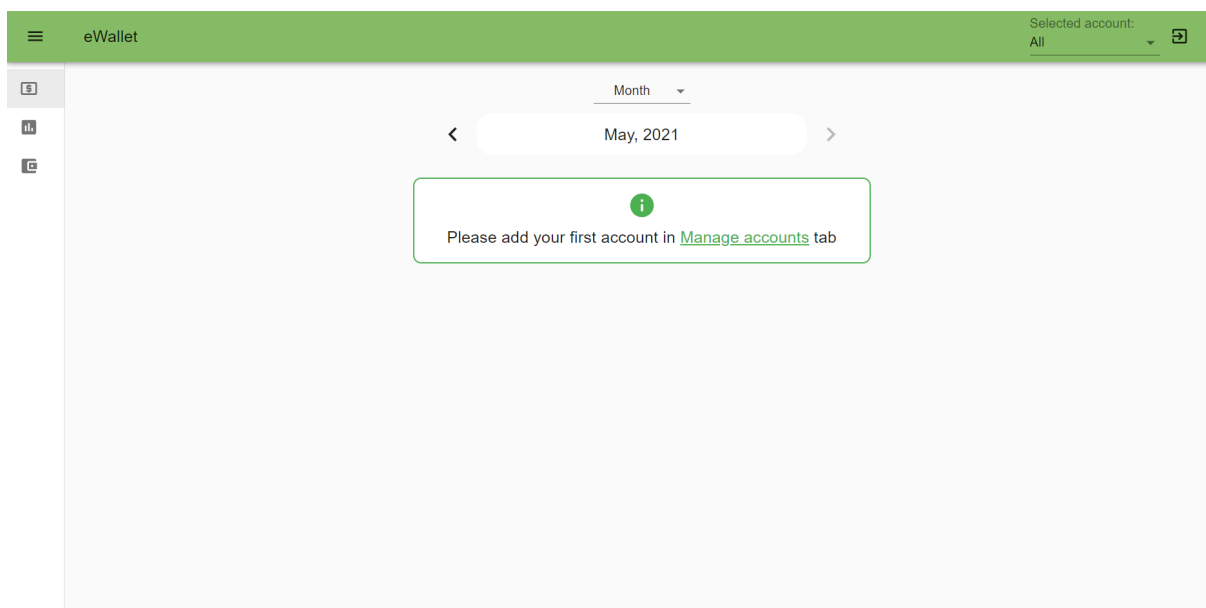 eWallet
Selected account:
All
Month
May, 2021
Please add your first account in Manage accounts tab